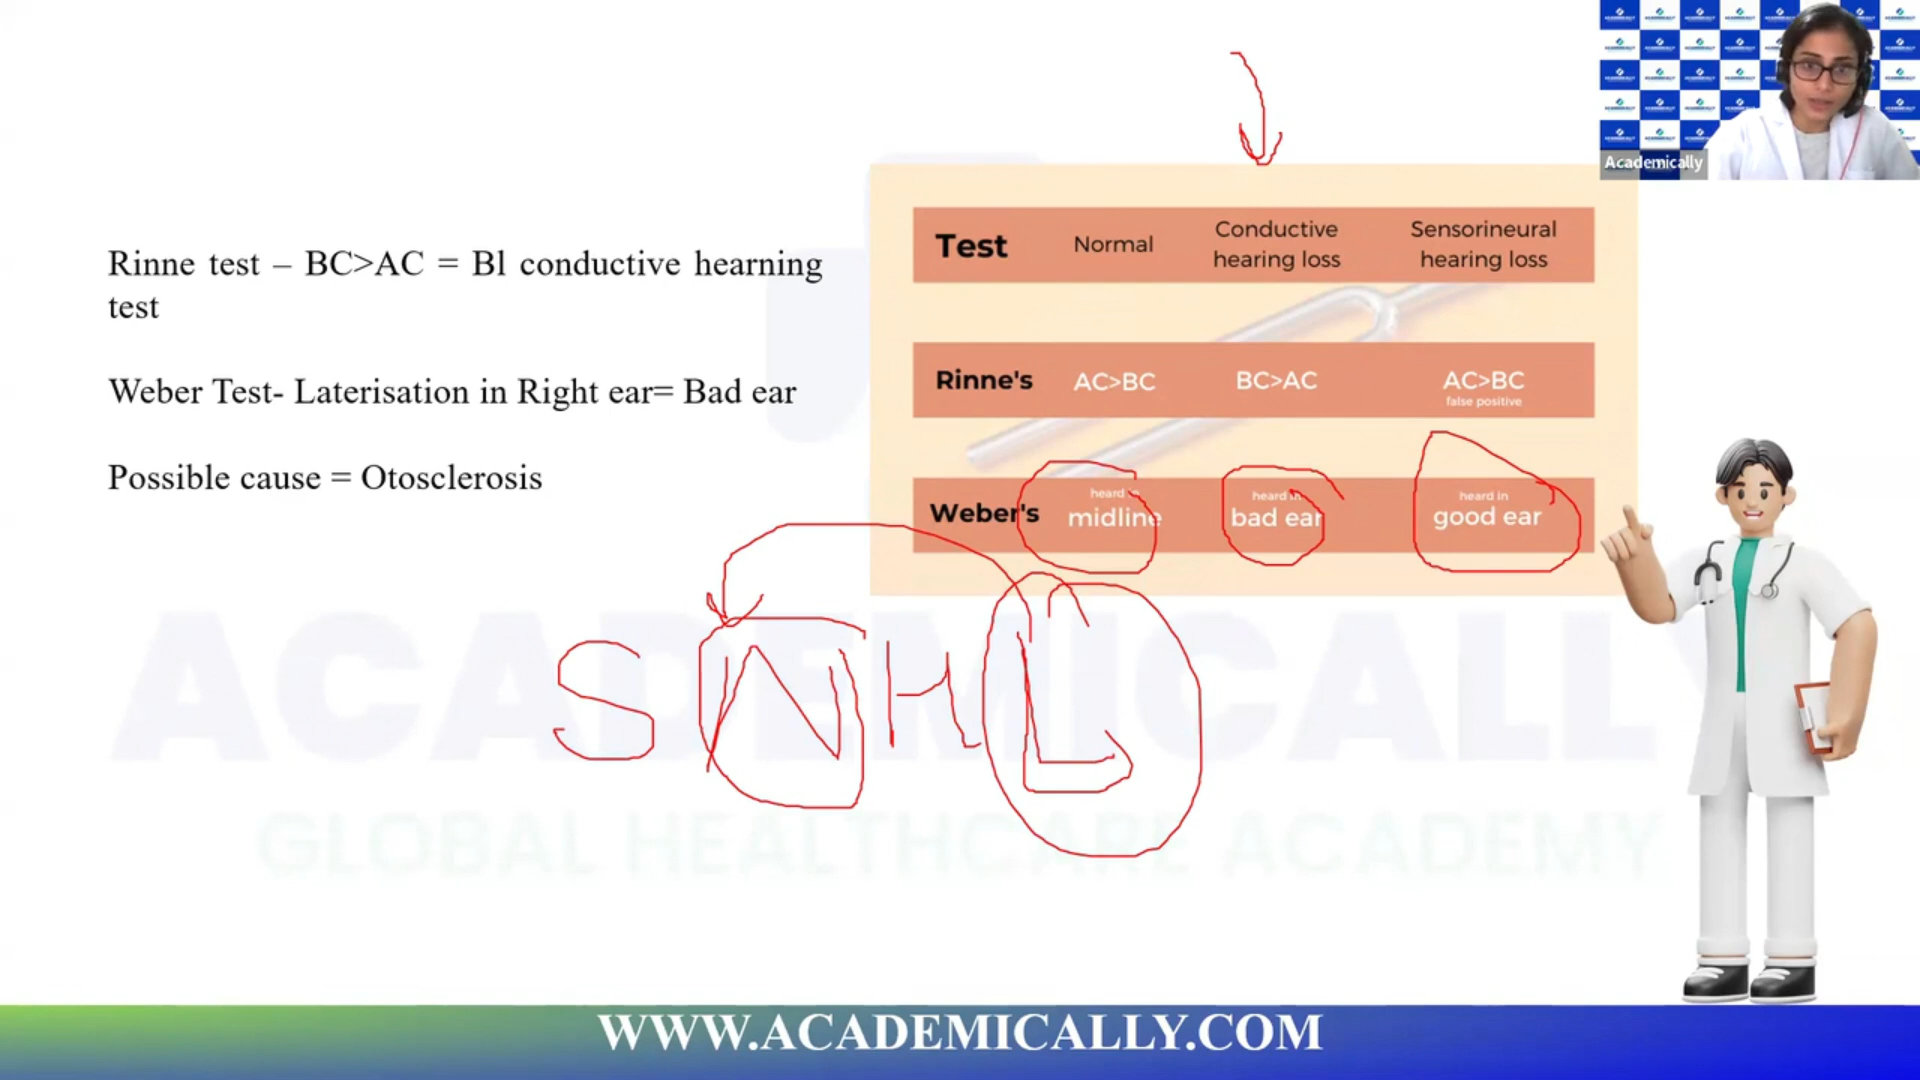 Academically
Rinne test – BC>AC = Bl conductive hearning
test
Weber Test- Laterisation in Right ear= Bad ear
Possible cause = Otosclerosis
Test
Normal
Conductive
hearing loss
Sensorineural
hearing loss
Rinne's
AC>BC
BC>AC
AC>BC
false positive
Weber's
heard in
midline
heard in
bad ear
heard in
good ear
SNHL
ACADEMICALLY
GLOBAL HEALTHCARE ACADEMY
WWW.ACADEMICALLY.COM